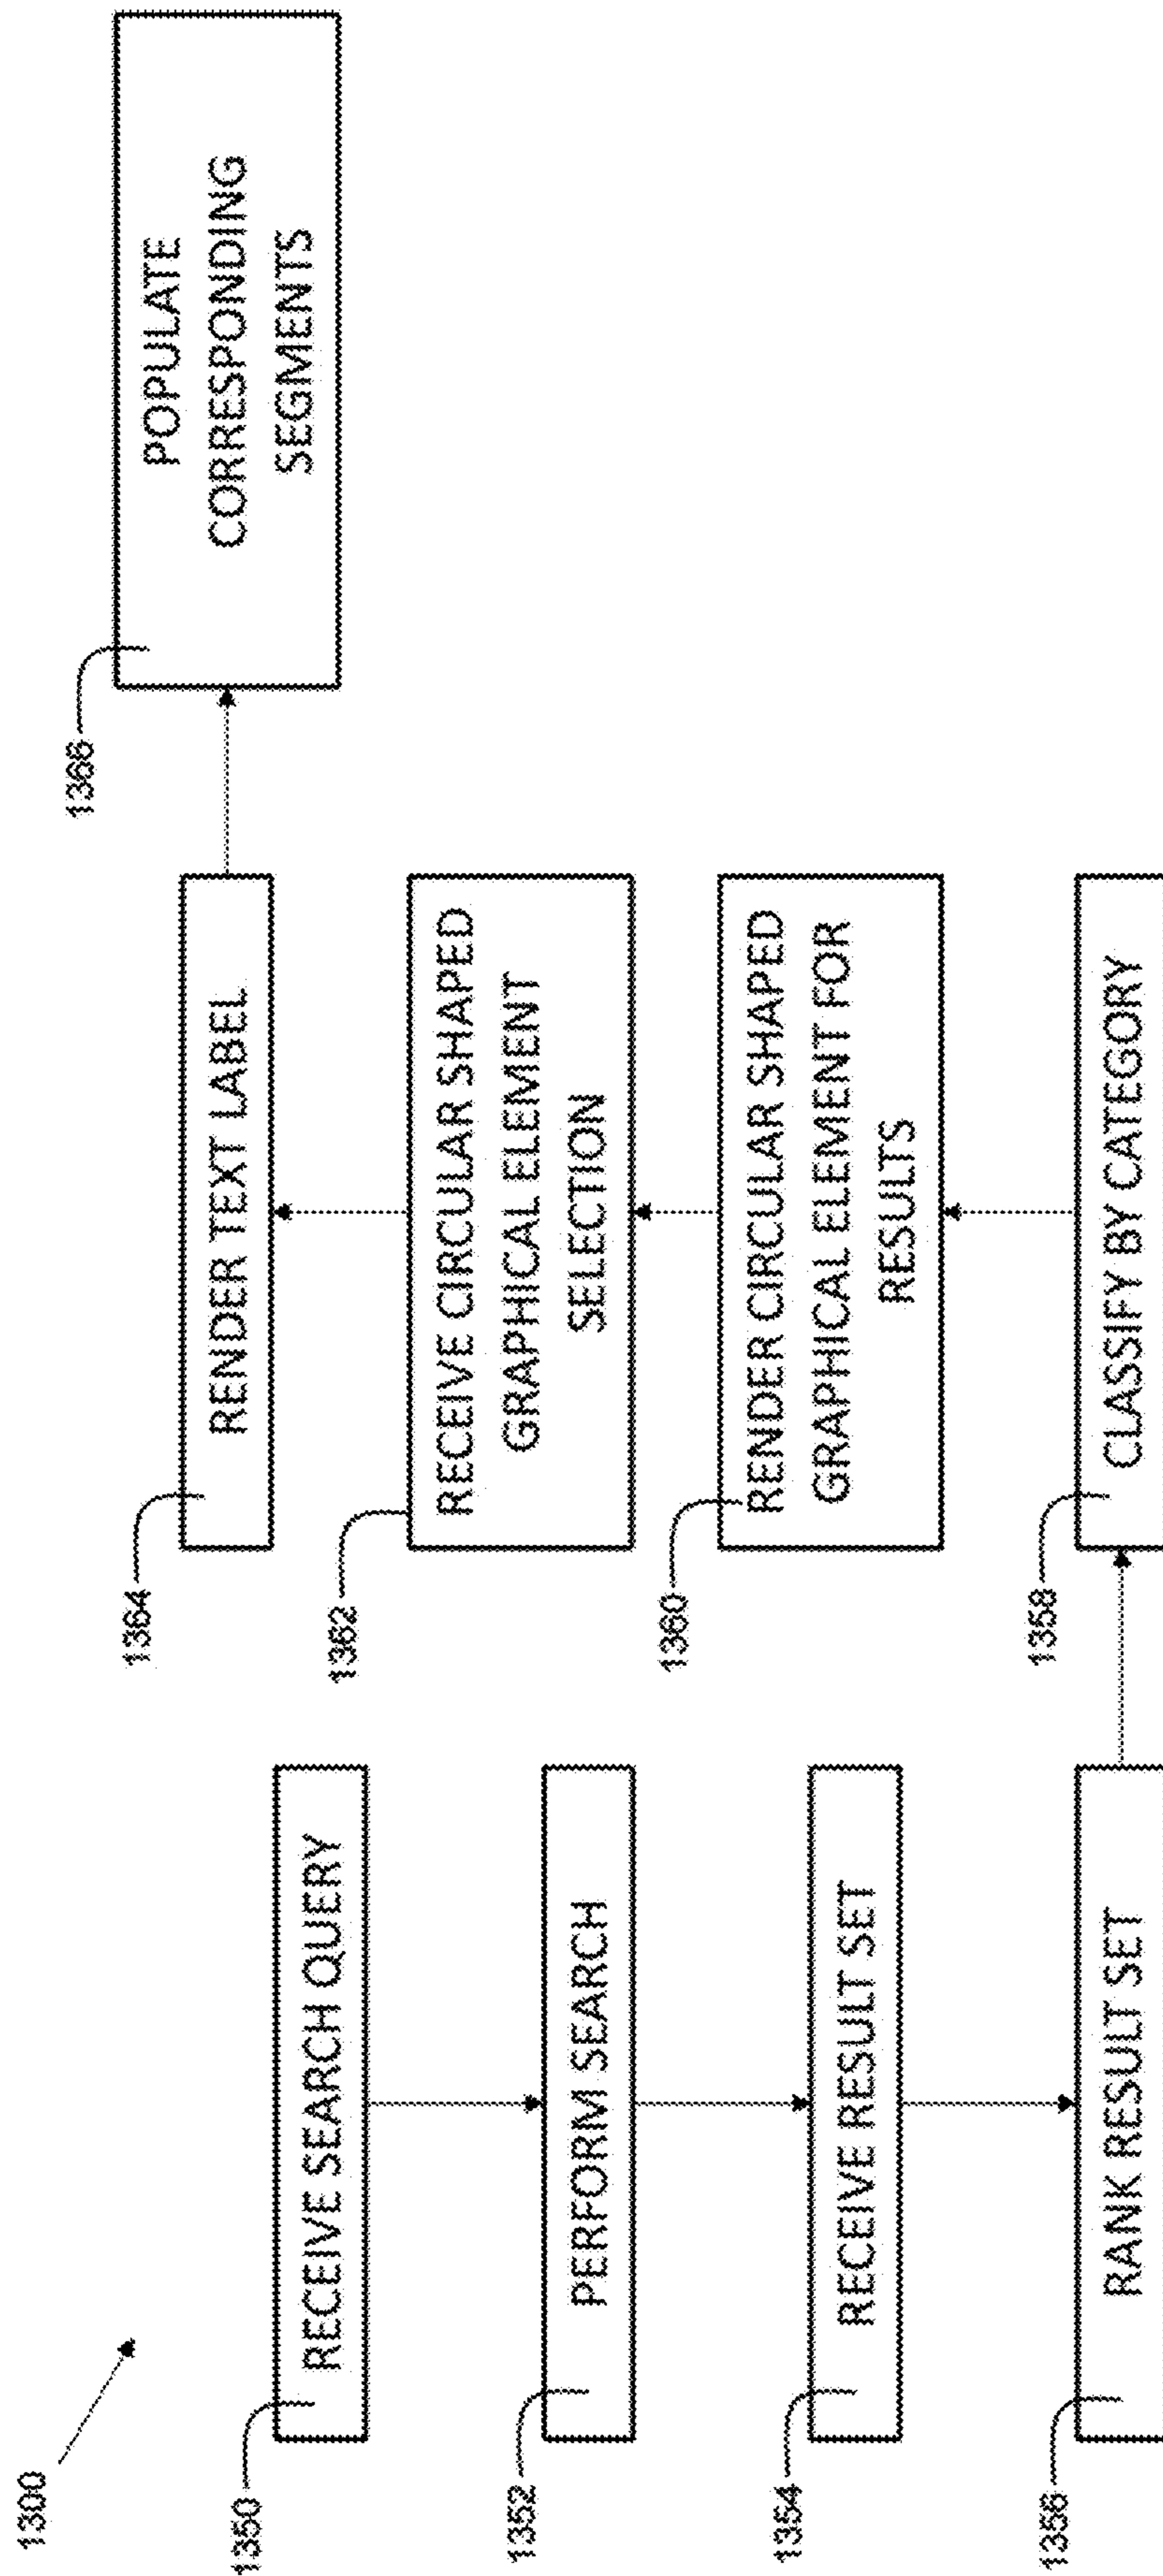 1300
1350
RECEIVE SEARCH QUERY
1352
PERFORM SEARCH
1354
RECEIVE RESULT SET
1356
RANK RESULT SET
1358
CLASSIFY BY CATEGORY
1360
RENDER CIRCULAR SHAPED
GRAPHICAL ELEMENT FOR
RESULTS
1362
RECEIVE CIRCULAR SHAPED
GRAPHICAL ELEMENT
SELECTION
1364
RENDER TEXT LABEL
1366
POPULATE
CORRESPONDING
SEGMENTS